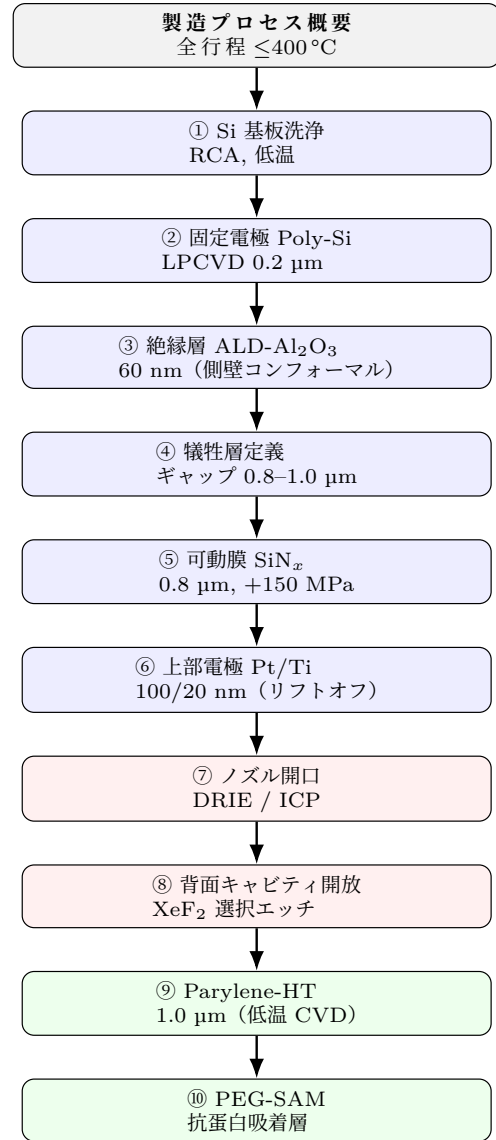 製造プロセス概要
全行程 ≤400 °C
① Si 基板洗浄
RCA, 低温
② 固定電極 Poly-Si
LPCVD 0.2 µm
③ 絶縁層 ALD-Al₂O₃
60 nm（側壁コンフォーマル）
④ 犠牲層定義
ギャップ 0.8–1.0 µm
⑤ 可動膜 SiNₓ
0.8 µm, +150 MPa
⑥ 上部電極 Pt/Ti
100/20 nm（リフトオフ）
⑦ ノズル開口
DRIE / ICP
⑧ 背面キャビティ開放
XeF₂ 選択エッチ
⑨ Parylene-HT
1.0 µm（低温 CVD）
⑩ PEG-SAM
抗蛋白吸着層